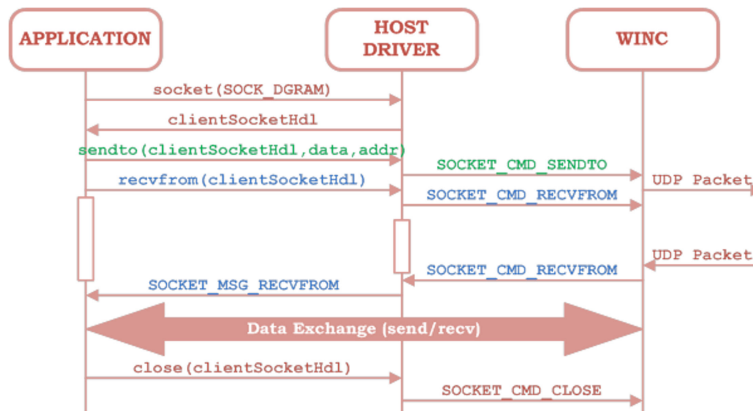 APPLICATION
HOST
DRIVER
WINC
socket(SOCK_DGRAM)
clientSocketHdl
sendto(clientSocketHdl,data,addr)
SOCKET_CMD_SENDTO
recvfrom(clientSocketHdl)
UDP Packet
SOCKET_CMD_RECVFROM
UDP Packet
SOCKET_CMD_RECVFROM
SOCKET_MSG_RECVFROM
Data Exchange (send/recv)
close(clientSocketHdl)
SOCKET_CMD_CLOSE